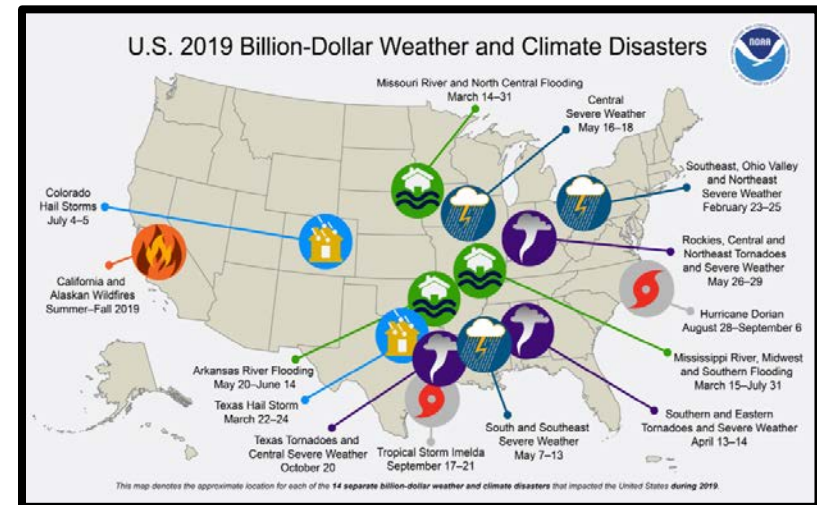 U.S. 2019 Billion-Dollar Weather and Climate Disasters
NOAA
Missouri River and North Central Flooding
March 14–31
Central
Severe Weather
May 16–18
Southeast, Ohio Valley
and Northeast
Severe Weather
February 23–25
Colorado
Hail Storms
July 4–5
Rockies, Central and
Northeast Tornadoes
and Severe Weather
May 26–29
California and
Alaskan Wildfires
Summer–Fall 2019
Hurricane Dorian
August 28–September 6
Arkansas River Flooding
May 20–June 14
Mississippi River, Midwest
and Southern Flooding
March 15–July 31
Texas Hail Storm
March 22–24
Southern and Eastern
Tornadoes and Severe Weather
April 13–14
Texas Tornadoes and
Central Severe Weather
October 20
Tropical Storm Imelda
September 17–21
South and Southeast
Severe Weather
May 7–13
This map denotes the approximate location for each of the 14 separate billion-dollar weather and climate disasters that impacted the United States during 2019.